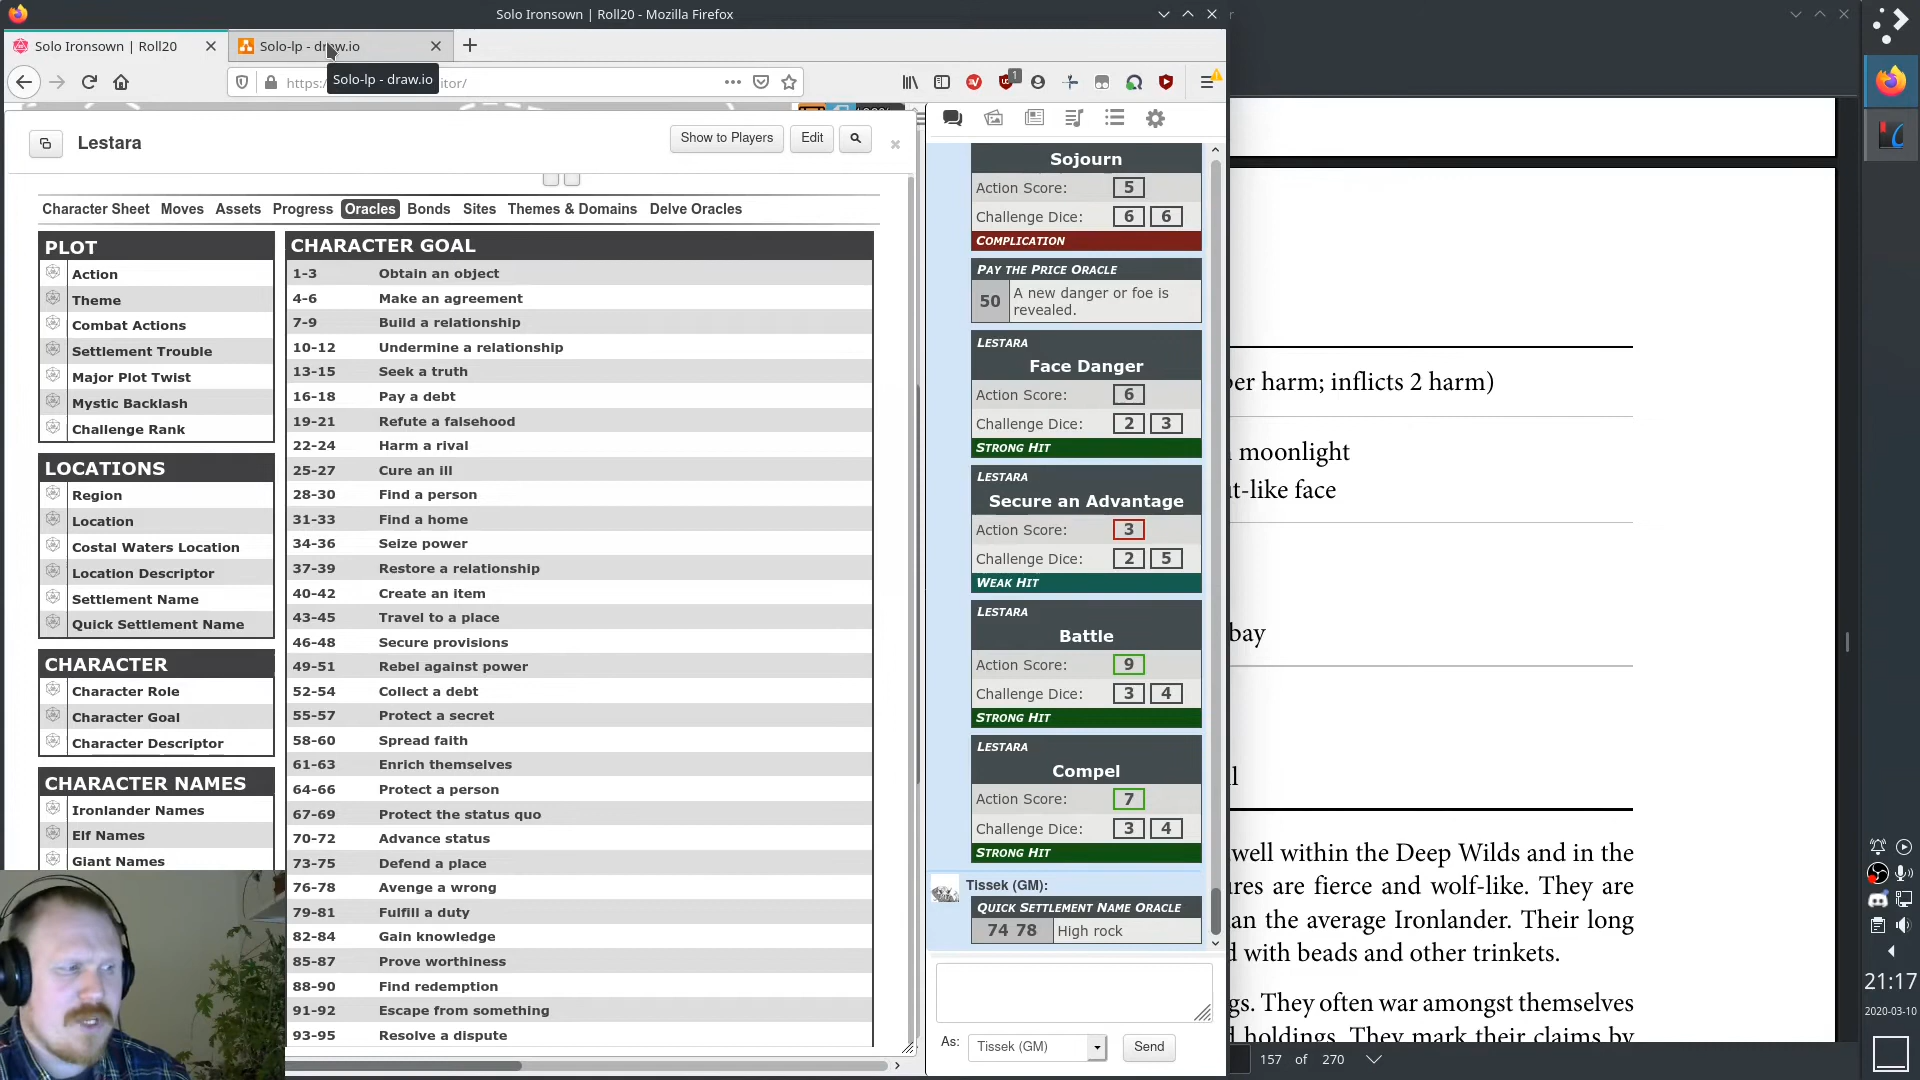 Solo Ironsown | Roll20 - Mozilla Firefox
Solo Ironsown | Roll20
Solo-lp - draw.io
https:/
itor/
Solo-lp - draw.io
1
Lestara
Show to Players
Edit
Character Sheet Moves Assets Progress Oracles Bonds Sites Themes & Domains Delve Oracles
PLOT
Action
Theme
Combat Actions
Settlement Trouble
Major Plot Twist
Mystic Backlash
Challenge Rank
LOCATIONS
Region
Location
Costal Waters Location
Location Descriptor
Settlement Name
Quick Settlement Name
CHARACTER
Character Role
Character Goal
Character Descriptor
CHARACTER NAMES
Ironlander Names
Elf Names
Giant Names
CHARACTER GOAL
1-3 Obtain an object
4-6 Make an agreement
7-9 Build a relationship
10-12 Undermine a relationship
13-15 Seek a truth
16-18 Pay a debt
19-21 Refute a falsehood
22-24 Harm a rival
25-27 Cure an ill
28-30 Find a person
31-33 Find a home
34-36 Seize power
37-39 Restore a relationship
40-42 Create an item
43-45 Travel to a place
46-48 Secure provisions
49-51 Rebel against power
52-54 Collect a debt
55-57 Protect a secret
58-60 Spread faith
61-63 Enrich themselves
64-66 Protect a person
67-69 Protect the status quo
70-72 Advance status
73-75 Defend a place
76-78 Avenge a wrong
79-81 Fulfill a duty
82-84 Gain knowledge
85-87 Prove worthiness
88-90 Find redemption
91-92 Escape from something
93-95 Resolve a dispute
Sojourn
Action Score: 5
Challenge Dice: 6 6
COMPLICATION
PAY THE PRICE ORACLE
50 A new danger or foe is
revealed.
LESTARA
Face Danger
Action Score: 6
Challenge Dice: 2 3
STRONG HIT
LESTARA
Secure an Advantage
Action Score: 3
Challenge Dice: 2 5
WEAK HIT
LESTARA
Battle
Action Score: 9
Challenge Dice: 3 4
STRONG HIT
LESTARA
Compel
Action Score: 7
Challenge Dice: 3 4
STRONG HIT
Tissek (GM):
QUICK SETTLEMENT NAME ORACLE
74 78 High rock
As: Tissek (GM) Send
er harm; inflicts 2 harm)
moonlight
t-like face
bay
l
well within the Deep Wilds and in the
res are fierce and wolf-like. They are
an the average Ironlander. Their long
d with beads and other trinkets.
gs. They often war amongst themselves
holdings. They mark their claims by
157 of 270
21:17
2020-03-10